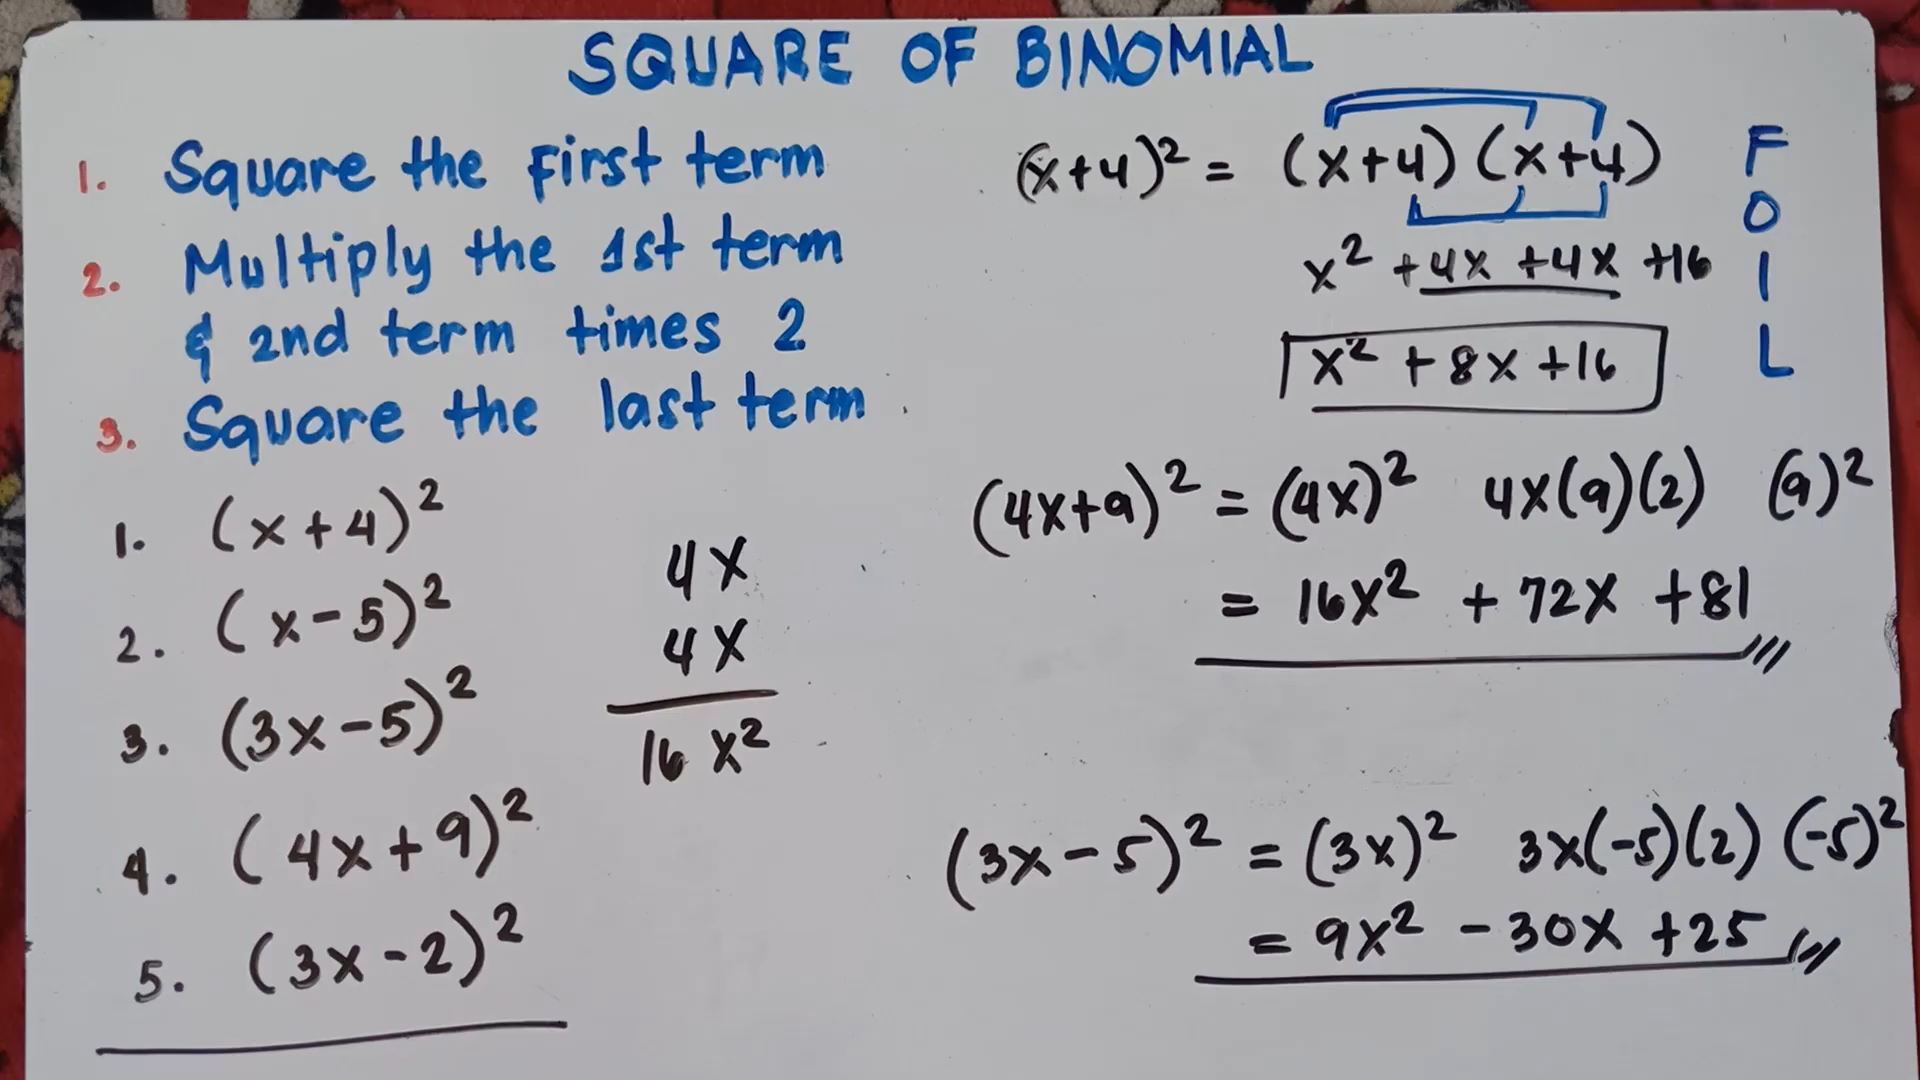 SQUARE OF BINOMIAL
1. Square the first term
2. Multiply the 1st term
& 2nd term times 2
3. Square the last term
1. (x+4)²
2. (x-5)²
3. (3x-5)²
4. (4x+9)²
5. (3x-2)²
4x
4x
16x²
(x+4)² = (x+4)(x+4)
x² +4x +4x +16
x² +8x +16
F
O
I
L
(4x+9)² = (4x)² 4x(9)(2) (9)²
= 16x² +72x +81
(3x-5)² = (3x)² 3x(-5)(2) (-5)²
= 9x² -30x +25